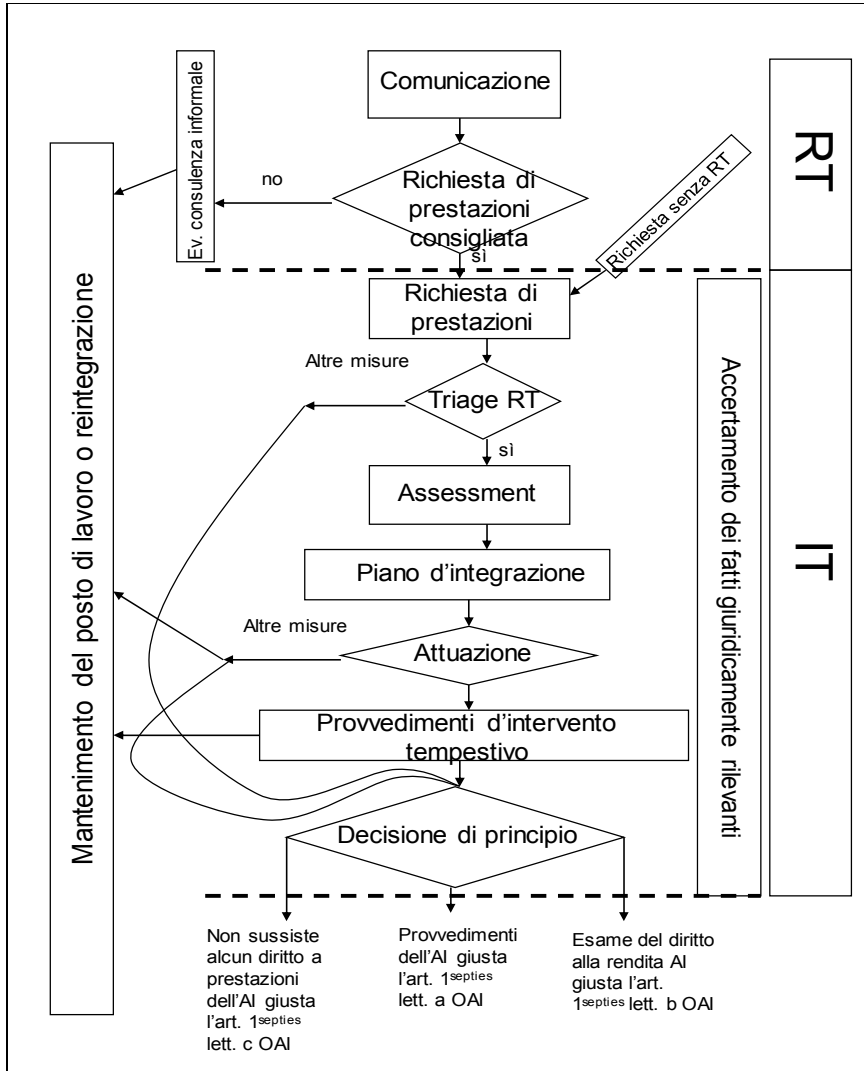 Comunicazione
RT
Ev. consulenza informale
no
Richiesta di
prestazioni
consigliata
sì
Richiesta senza RT
Mantenimento del posto di lavoro o reintegrazione
Richiesta di
prestazioni
Accertamento dei fatti giuridicamente rilevanti
IT
Altre misure
Triage RT
sì
Assessment
Piano d’integrazione
Altre misure
Attuazione
Provvedimenti d’intervento
tempestivo
Decisione di principio
Non sussiste
alcun diritto a
prestazioni
dell’AI giusta
l’art. 1septies
lett. c OAI
Provvedimenti
dell’AI giusta
l’art. 1septies
lett. a OAI
Esame del diritto
alla rendita AI
giusta l’art.
1septies lett. b OAI